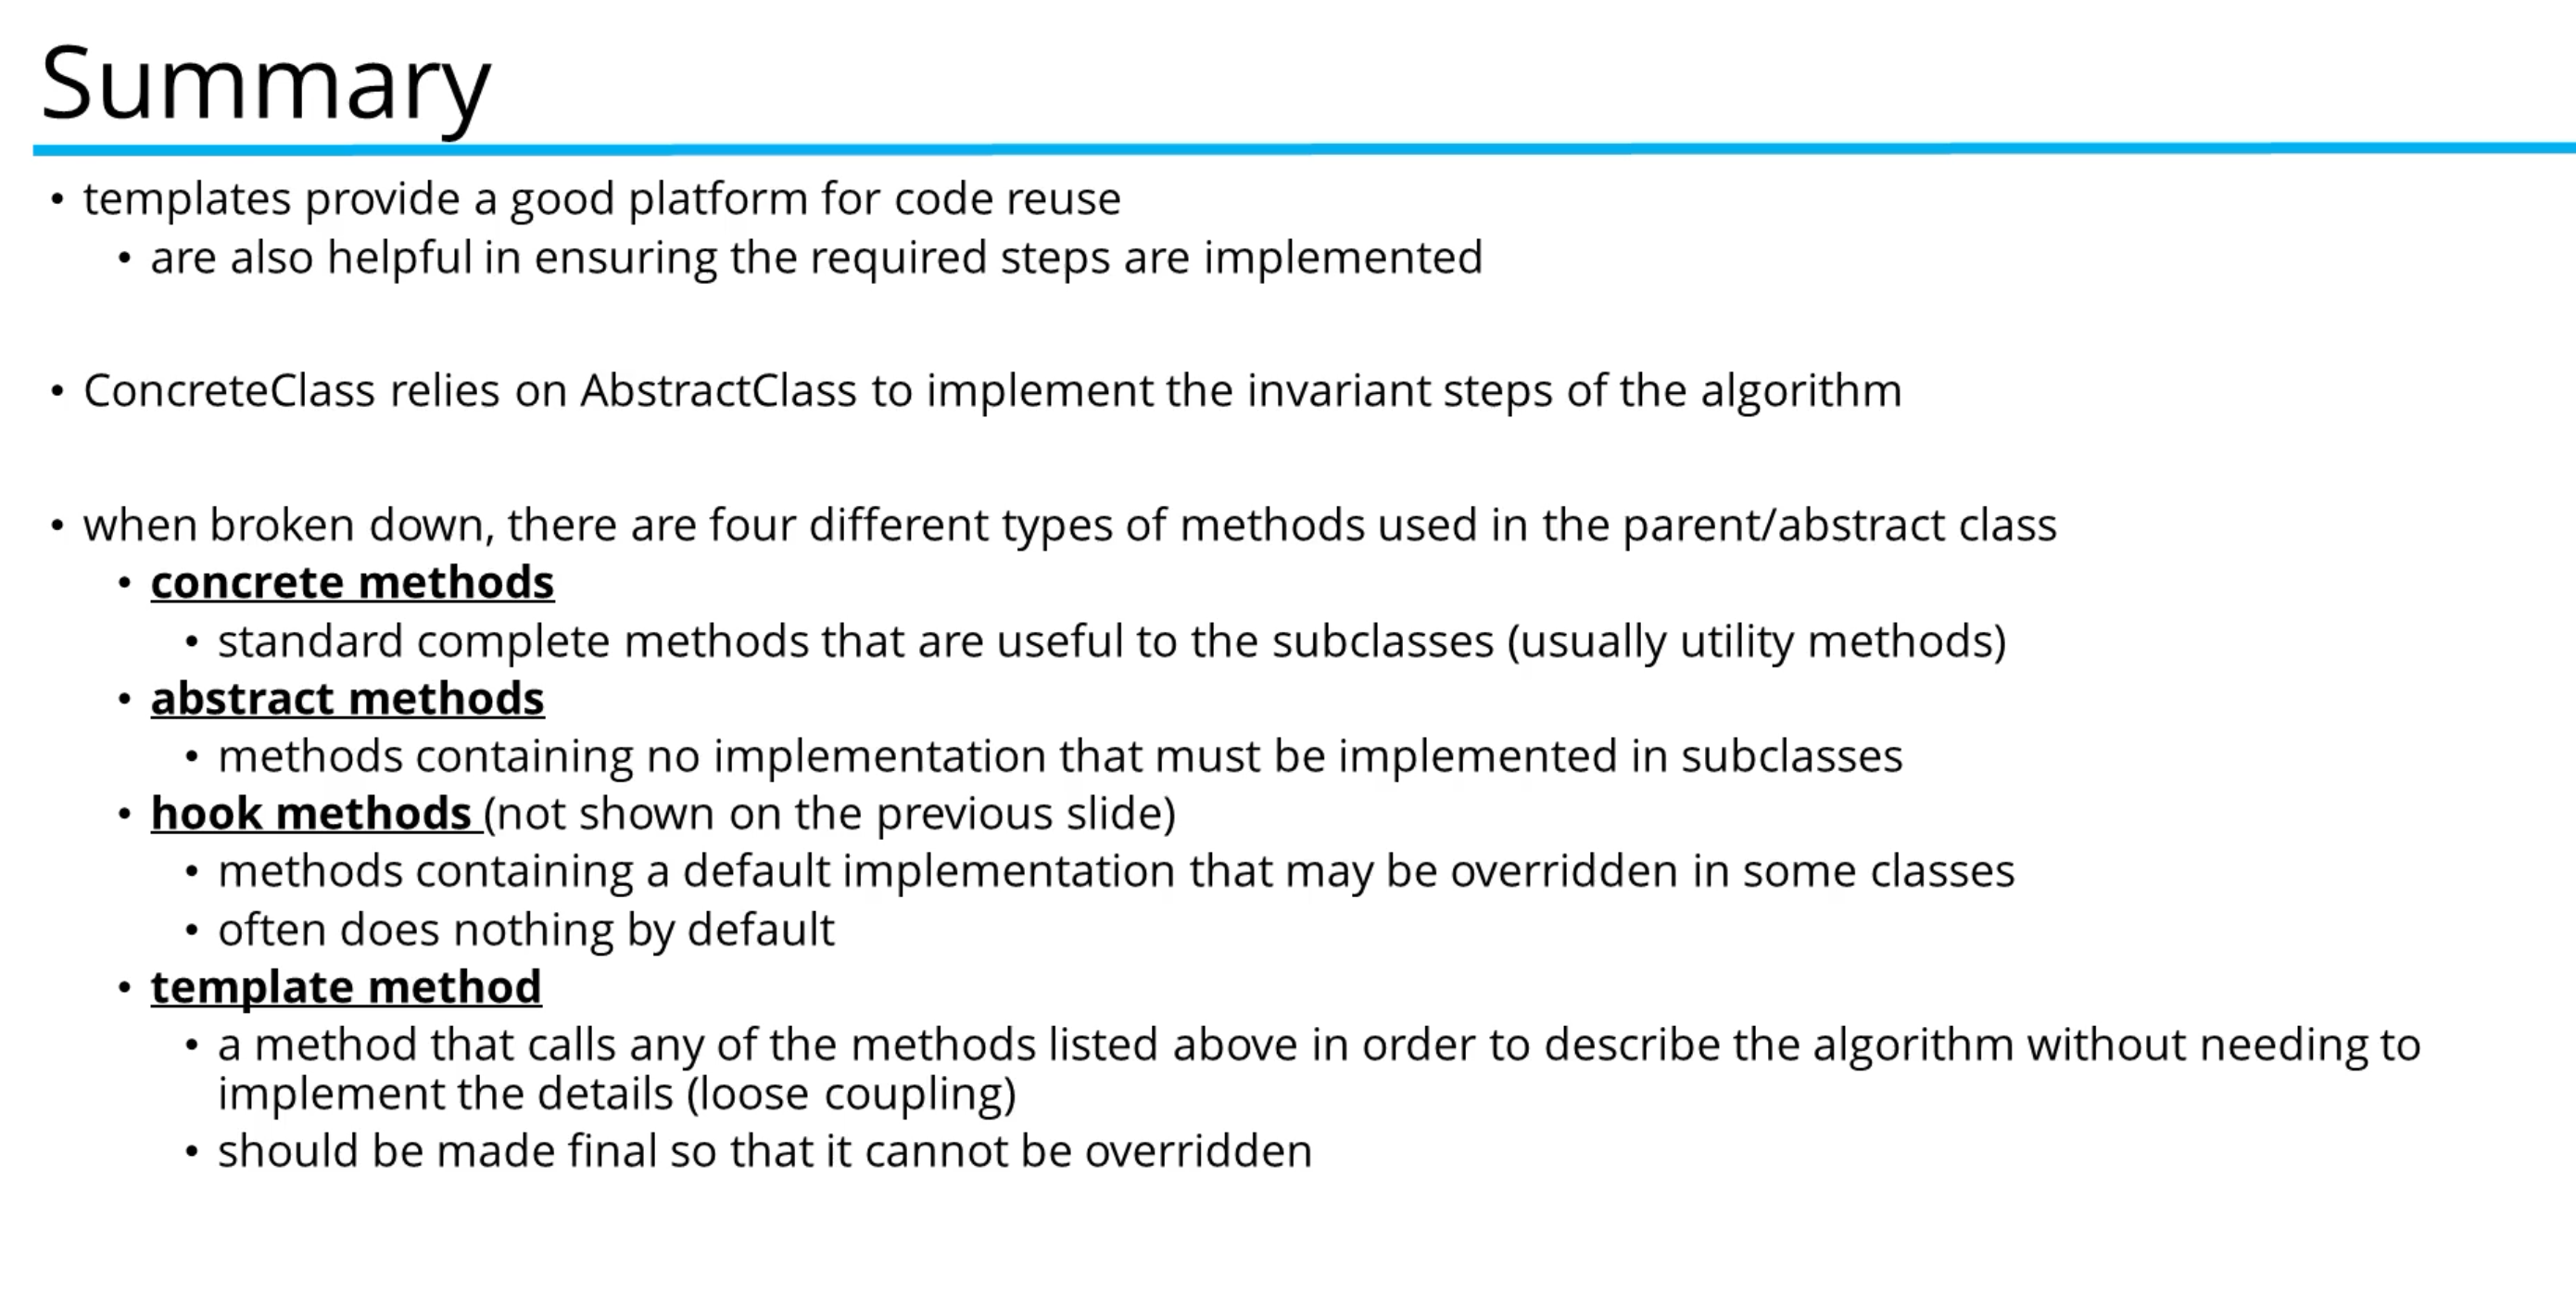 Summary
• templates provide a good platform for code reuse
• are also helpful in ensuring the required steps are implemented
• ConcreteClass relies on AbstractClass to implement the invariant steps of the algorithm
• when broken down, there are four different types of methods used in the parent/abstract class
• concrete methods
• standard complete methods that are useful to the subclasses (usually utility methods)
• abstract methods
• methods containing no implementation that must be implemented in subclasses
• hook methods (not shown on the previous slide)
• methods containing a default implementation that may be overridden in some classes
• often does nothing by default
• template method
• a method that calls any of the methods listed above in order to describe the algorithm without needing to
implement the details (loose coupling)
• should be made final so that it cannot be overridden